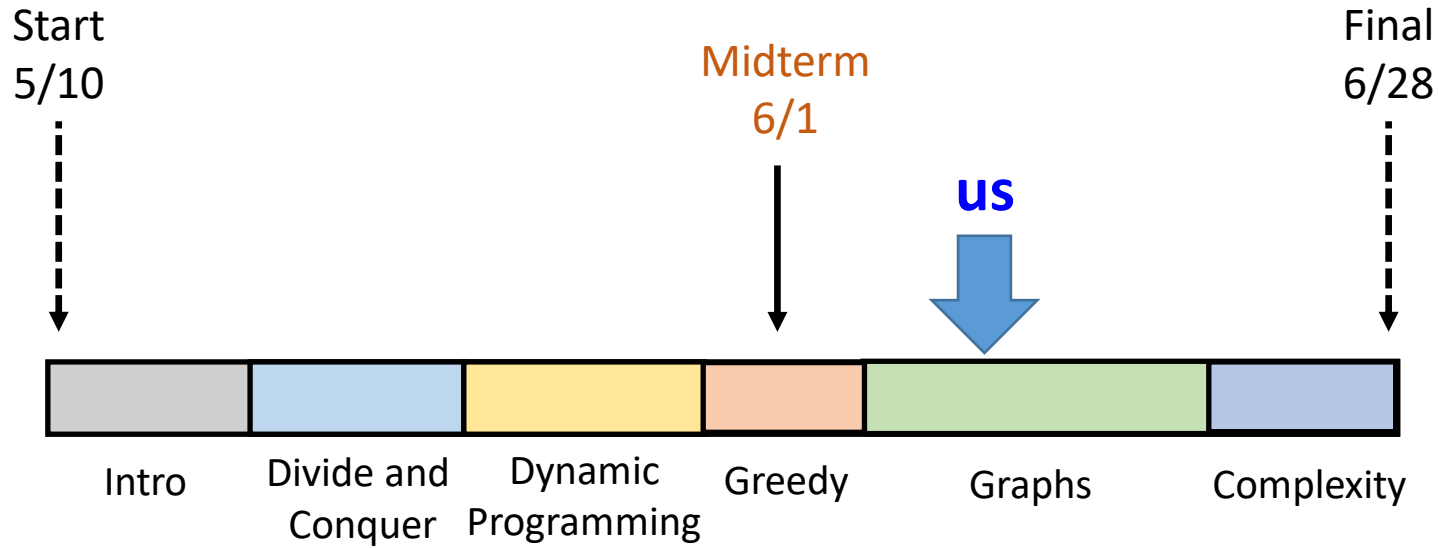 Start
5/10
Midterm
6/1
Final
6/28
us
Intro
Divide and
Conquer
Dynamic
Programming
Greedy
Graphs
Complexity